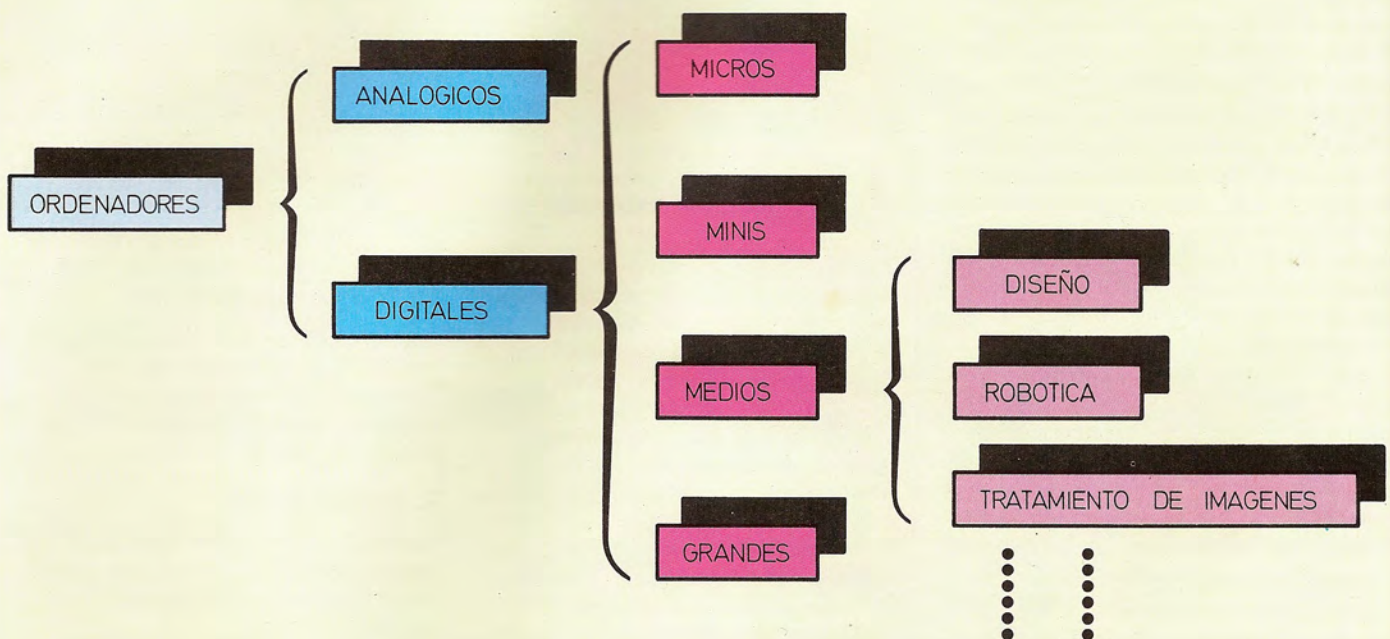 ORDENADORES
ANALOGICOS
DIGITALES
MICROS
MINIS
MEDIOS
GRANDES
DISEÑO
ROBOTICA
TRATAMIENTO DE IMAGENES